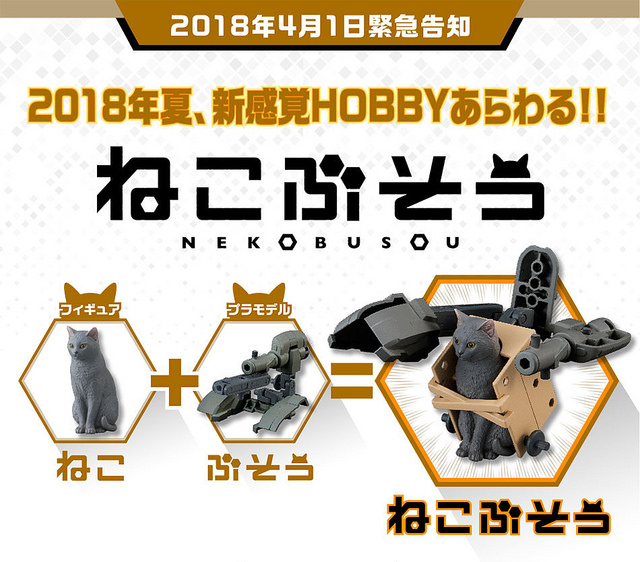 2018年4月1日緊急告知
2018年夏、新感覚HOBBYあらわる!!
ねこぶそう
NEKOBUSOU
フィギュア
プラモデル
+
=
ねこ
ぶそう
ねこぶそう